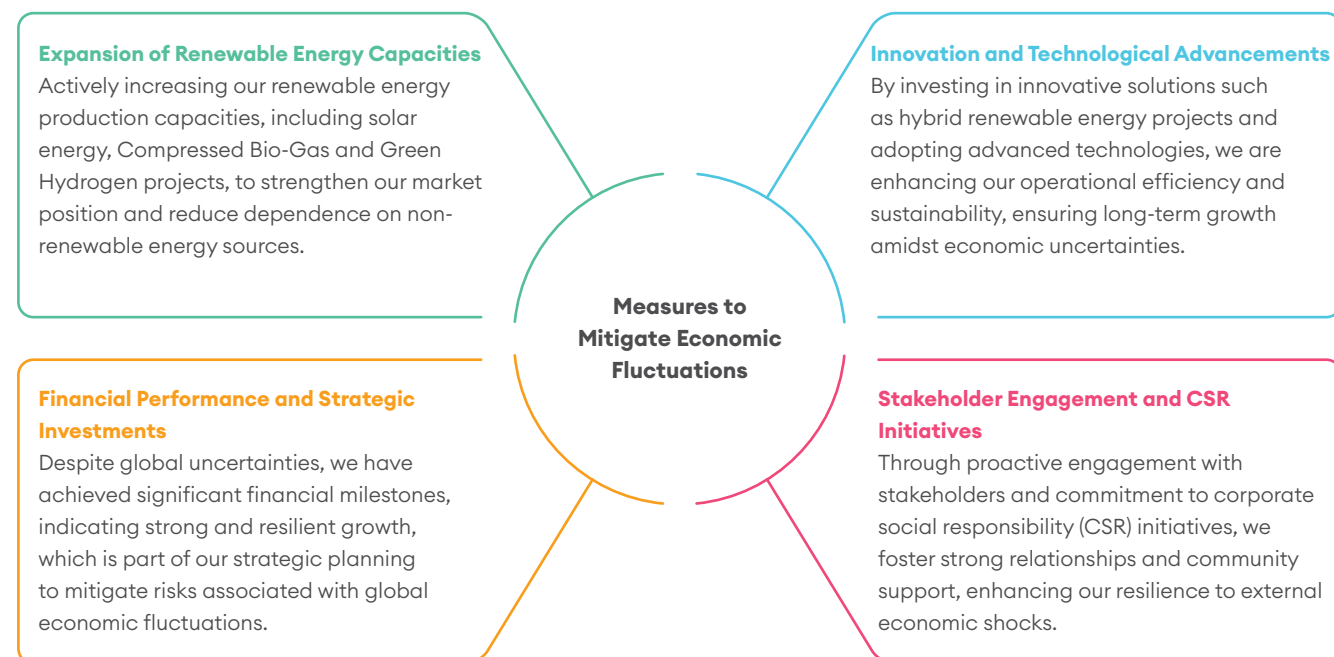 Expansion of Renewable Energy Capacities
Actively increasing our renewable energy
production capacities, including solar
energy, Compressed Bio-Gas and Green
Hydrogen projects, to strengthen our market
position and reduce dependence on non-
renewable energy sources.
Innovation and Technological Advancements
By investing in innovative solutions such
as hybrid renewable energy projects and
adopting advanced technologies, we are
enhancing our operational efficiency and
sustainability, ensuring long-term growth
amidst economic uncertainties.
Measures to
Mitigate Economic
Fluctuations
Financial Performance and Strategic
Investments
Despite global uncertainties, we have
achieved significant financial milestones,
indicating strong and resilient growth,
which is part of our strategic planning
to mitigate risks associated with global
economic fluctuations.
Stakeholder Engagement and CSR
Initiatives
Through proactive engagement with
stakeholders and commitment to corporate
social responsibility (CSR) initiatives, we
foster strong relationships and community
support, enhancing our resilience to external
economic shocks.